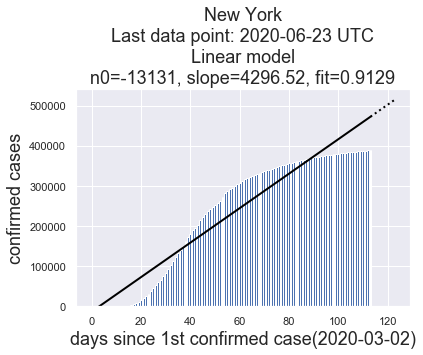 New York
Last data point: 2020-06-23 UTC
Linear model
n0=-13131, slope=4296.52, fit=0.9129
500000
400000
300000
200000
100000
0
confirmed cases
0 20 40 60 80 100 120
days since 1st confirmed case(2020-03-02)